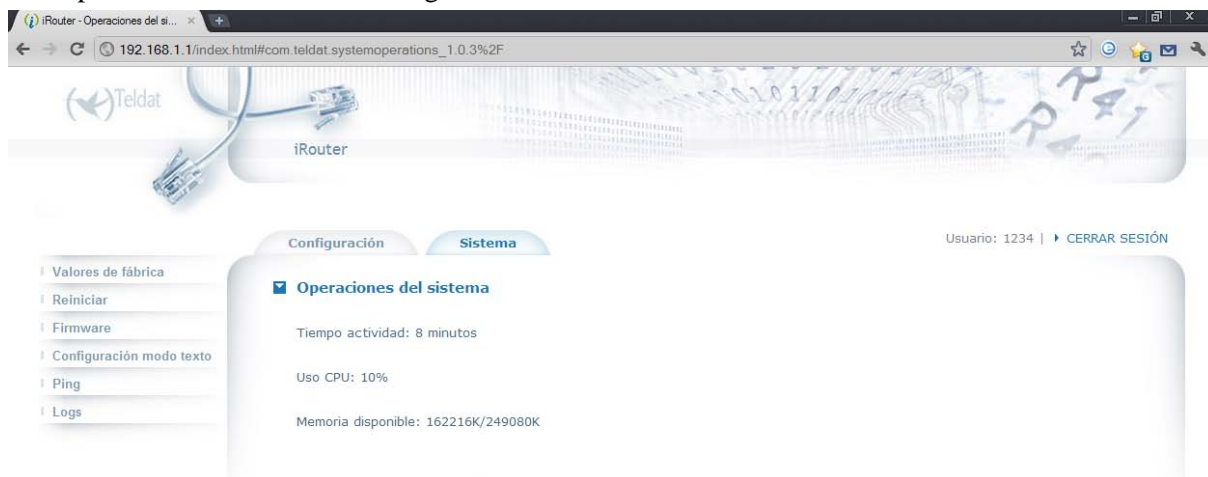 iRouter - Operaciones del si...
192.168.1.1/index.html#com.teldat.systemoperations_1.0.3%2F
Teldat
iRouter
Configuración
Sistema
Usuario: 1234 | CERRAR SESIÓN
Valores de fábrica
Reiniciar
Firmware
Configuración modo texto
Ping
Logs
Operaciones del sistema
Tiempo actividad: 8 minutos
Uso CPU: 10%
Memoria disponible: 162216K/249080K